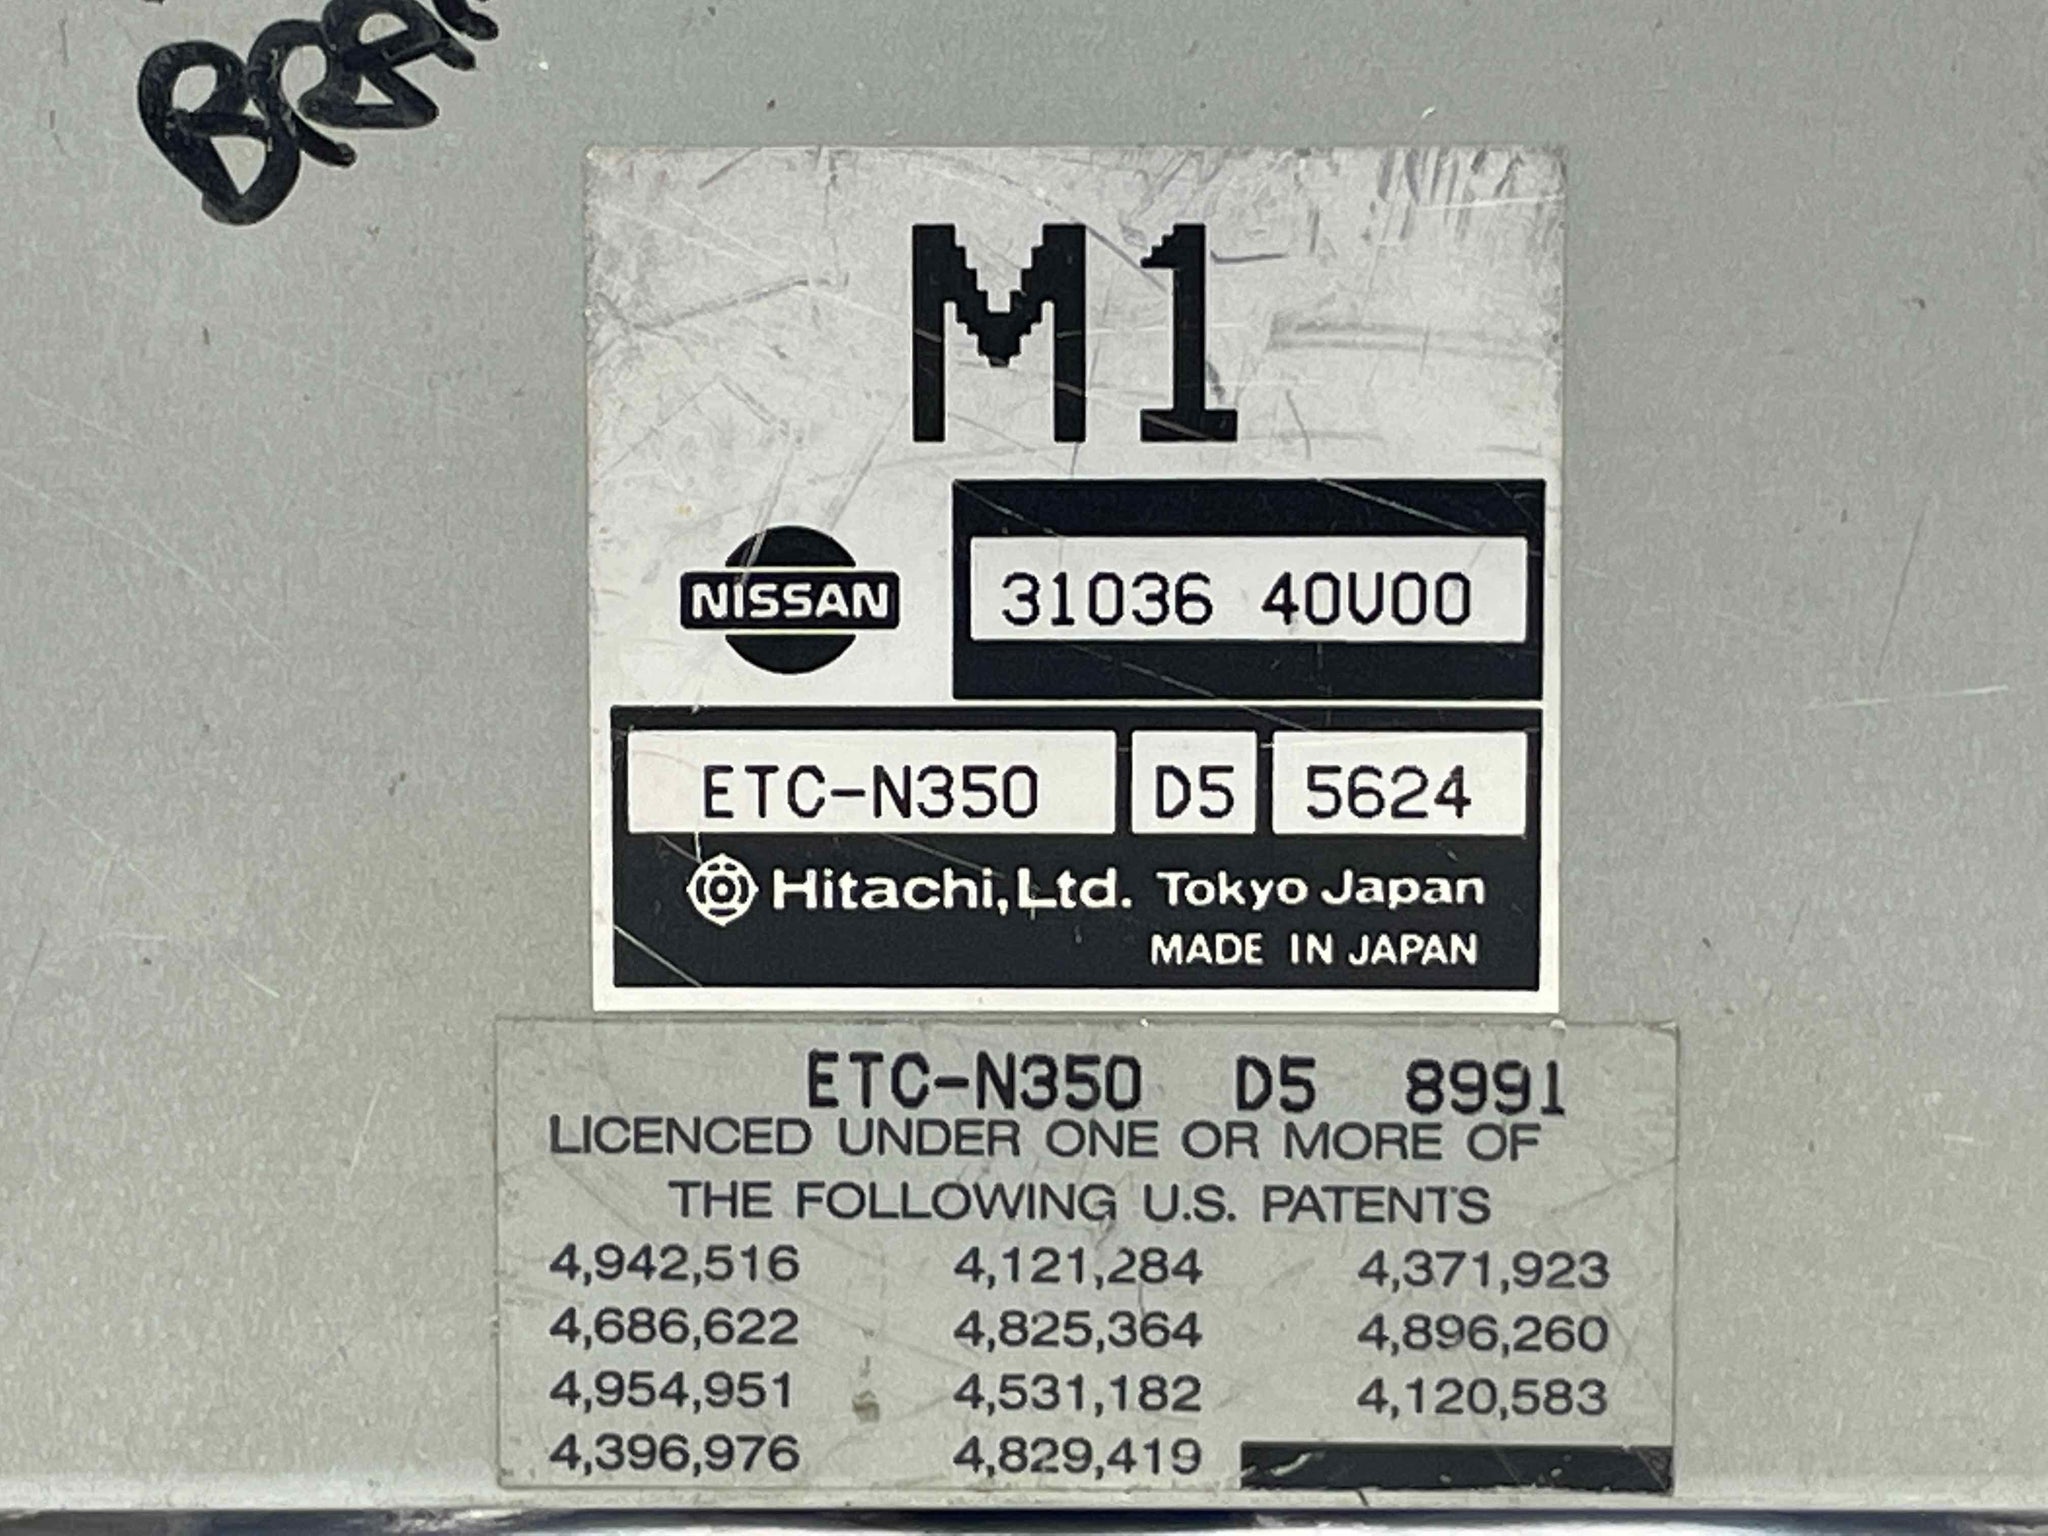 M1
NISSAN
31036 40V00
ETC-N350 D5 5624
Hitachi, Ltd. Tokyo Japan
MADE IN JAPAN
ETC-N350 D5 8991
LICENCED UNDER ONE OR MORE OF
THE FOLLOWING U.S. PATENTS
4,942,516 4,121,284 4,371,923
4,686,622 4,825,364 4,896,260
4,954,951 4,531,182 4,120,583
4,396,976 4,829,419